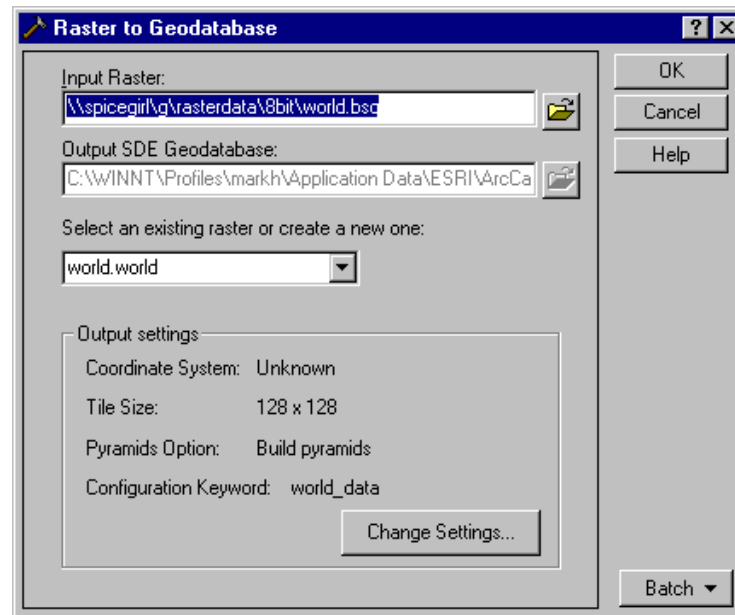 Raster to Geodatabase
Input Raster:
\\spicegirl\g\rasterdata\8bit\world.bsq
OK
Cancel
Output SDE Geodatabase:
Help
C:\WINNT\Profiles\markh\Application Data\ESRI\ArcCa
Select an existing raster or create a new one:
world.world
Output settings
Coordinate System: Unknown
Tile Size: 128 x 128
Pyramids Option: Build pyramids
Configuration Keyword: world_data
Change Settings...
Batch